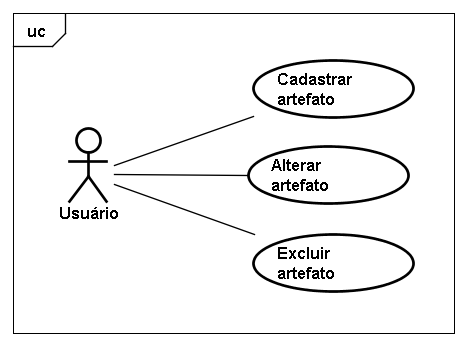 uc
Cadastrar
artefato
Alterar
artefato
Usuário
Excluir
artefato